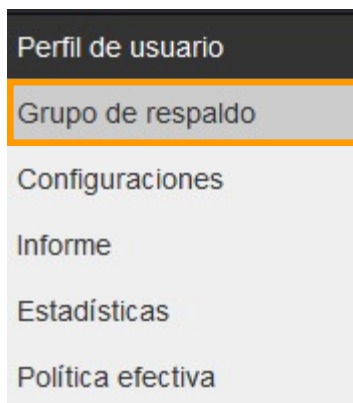 Perfil de usuario
Grupo de respaldo
Configuraciones
Informe
Estadísticas
Política efectiva